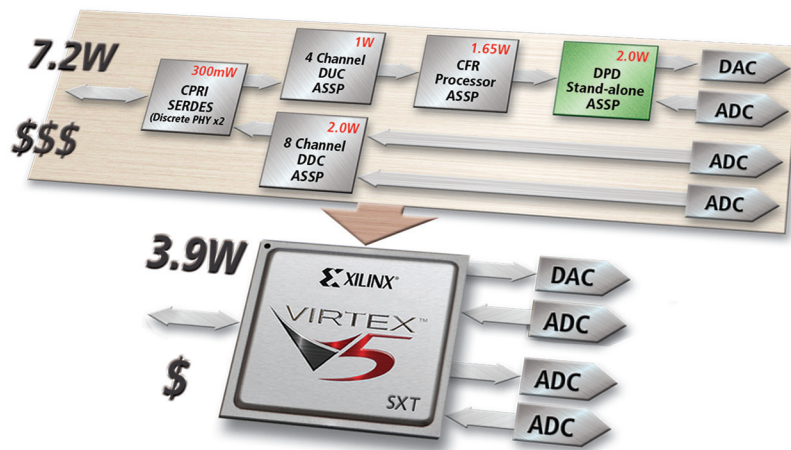 7.2W
$$$
300mW
CPRI
SERDES
(Discrete PHY x2
1W
4 Channel
DUC
ASSP
1.65W
CFR
Processor
ASSP
2.0W
DPD
Stand-alone
ASSP
DAC
ADC
2.0W
8 Channel
DDC
ASSP
ADC
ADC
3.9W
$
XILINX®
VIRTEX™
5
SXT
DAC
ADC
ADC
ADC